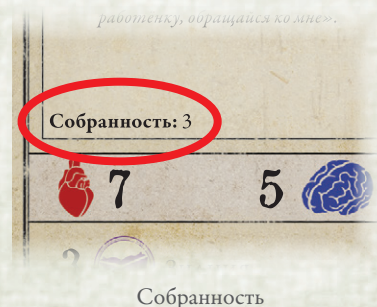 работенку, обращайся ко мне».
Собранность: 3
7 5
Собранность